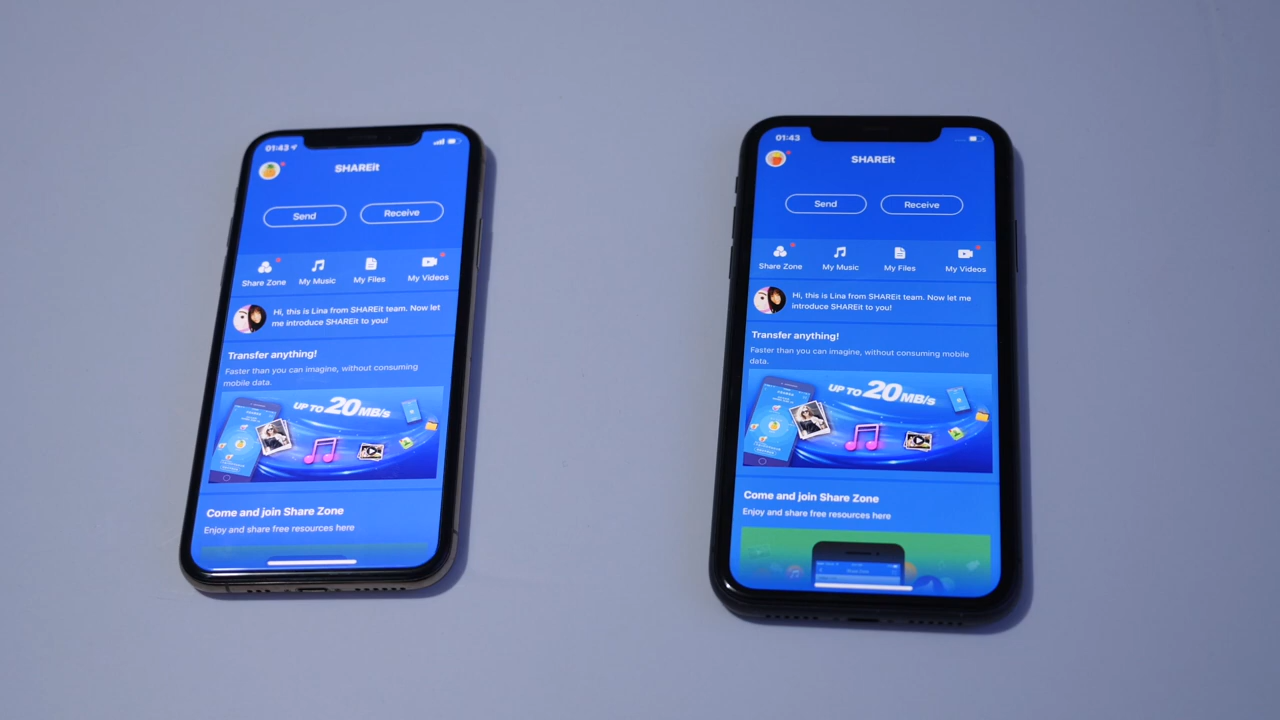 01:43
SHAREit
Send
Receive
Share Zone
My Music
My Files
My Videos
Hi, this is Lina from SHAREit team. Now let
me introduce SHAREit to you!
Transfer anything!
Faster than you can imagine, without consuming
mobile data.
UP TO 20MB/s
Come and join Share Zone
Enjoy and share free resources here
01:43
SHAREit
Send
Receive
Share Zone
My Music
My Files
My Videos
Hi, this is Lina from SHAREit team. Now let me
introduce SHAREit to you!
Transfer anything!
Faster than you can imagine, without consuming mobile
data.
UP TO 20MB/s
Come and join Share Zone
Enjoy and share free resources here